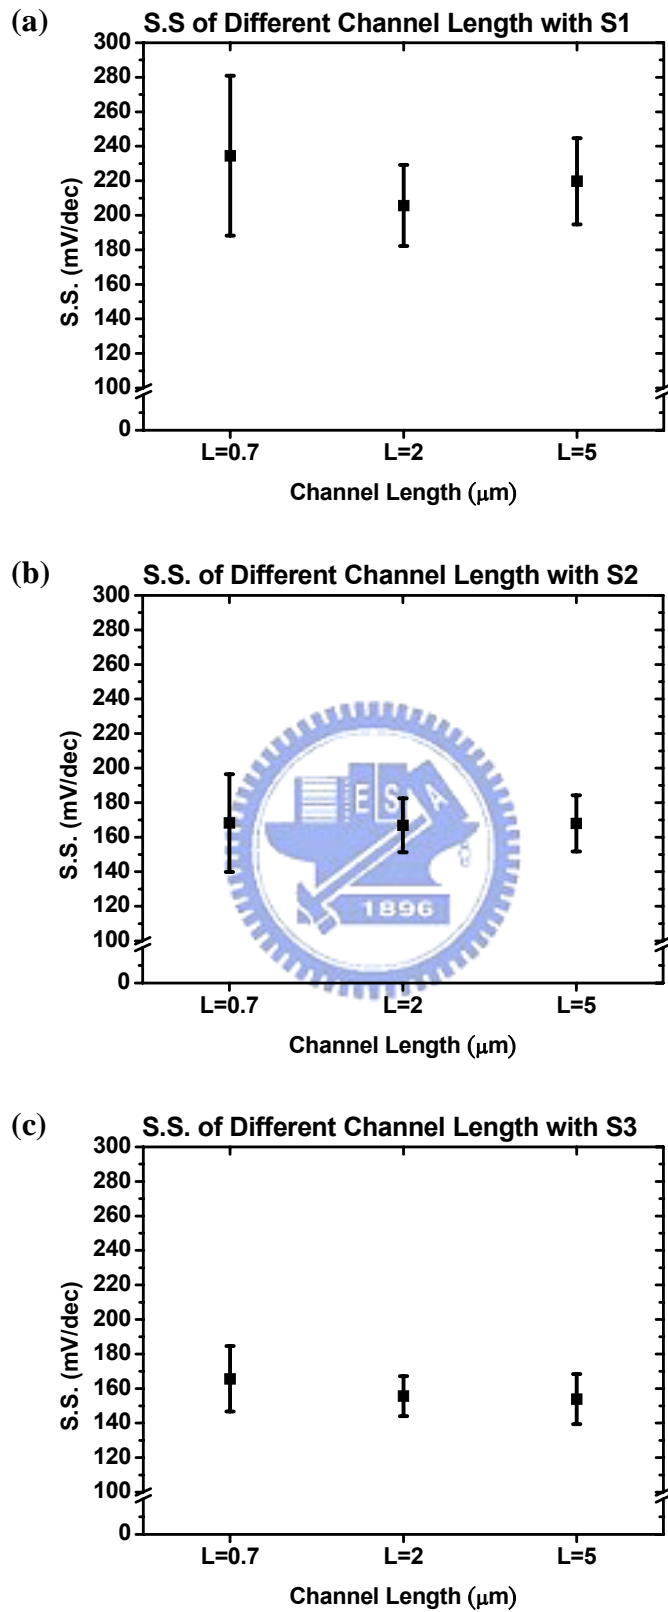 (a) S.S of Different Channel Length with S1
300
280
260
240
220
200
180
160
140
120
100
0
S.S. (mV/dec)
L=0.7 L=2 L=5
Channel Length (μm)
(b) S.S. of Different Channel Length with S2
300
280
260
240
220
200
180
160
140
120
100
0
S.S. (mV/dec)
E S A
1896
L=0.7 L=2 L=5
Channel Length (μm)
(c) S.S. of Different Channel Length with S3
300
280
260
240
220
200
180
160
140
120
100
0
S.S. (mV/dec)
L=0.7 L=2 L=5
Channel Length (μm)